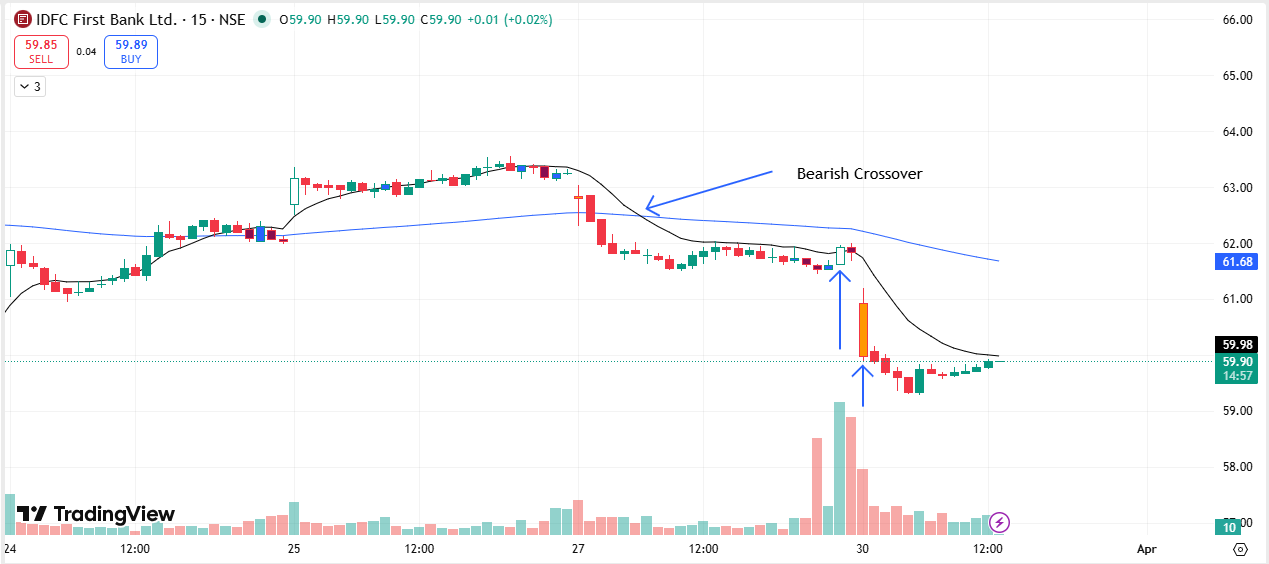 IDFC First Bank Ltd. · 15 · NSE O59.90 H59.90 L59.90 C59.90 +0.01 (+0.02%)
59.85 SELL 0.04 59.89 BUY
3
66.00
65.00
64.00
Bearish Crossover
63.00
62.00
61.68
61.00
59.98
59.90
14:57
59.00
58.00
TradingView
10
24 12:00 25 12:00 27 12:00 30 12:00 Apr